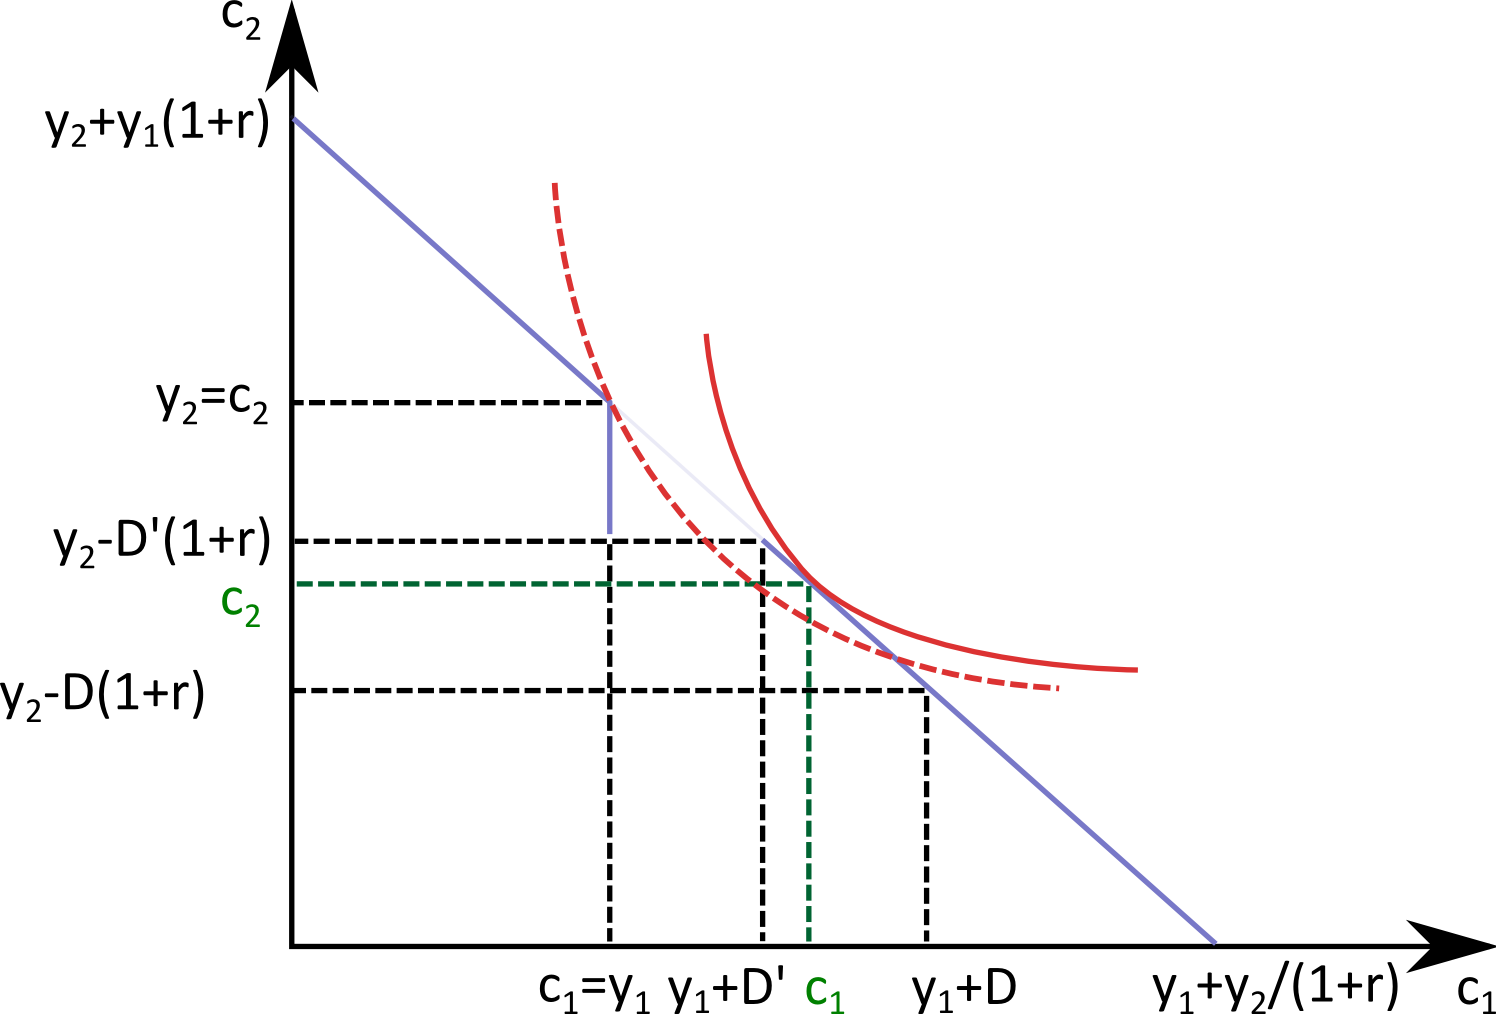 c₂
y₂+y₁(1+r)
y₂=c₂
y₂-D'(1+r)
c₂
y₂-D(1+r)
c₁=y₁ y₁+D' c₁ y₁+D y₁+y₂/(1+r) c₁